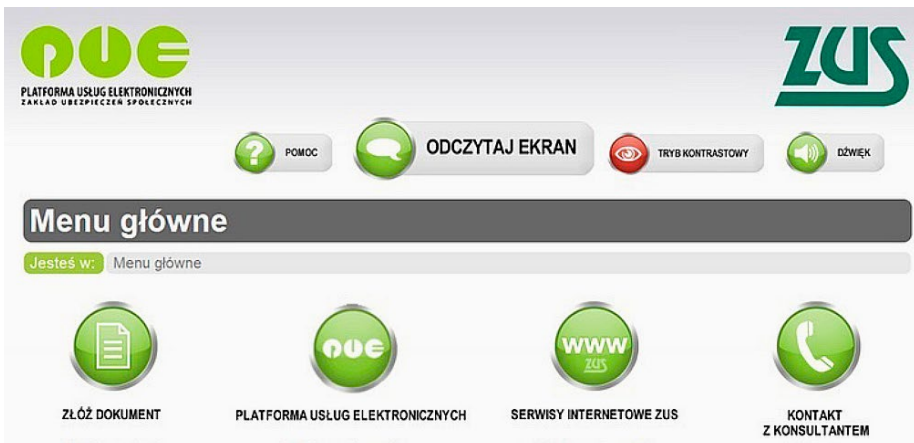 pue
ZUS
PLATFORMA USŁUG ELEKTRONICZNYCH
ZAKŁAD UBEZPIECZEŃ SPOŁECZNYCH
? POMOC
ODCZYTAJ EKRAN
TRYB KONTRASTOWY
DŹWIĘK
Menu główne
Jesteś w: Menu główne
pue
WWW
ZUS
ZŁÓŻ DOKUMENT
PLATFORMA USŁUG ELEKTRONICZNYCH
SERWISY INTERNETOWE ZUS
KONTAKT
Z KONSULTANTEM